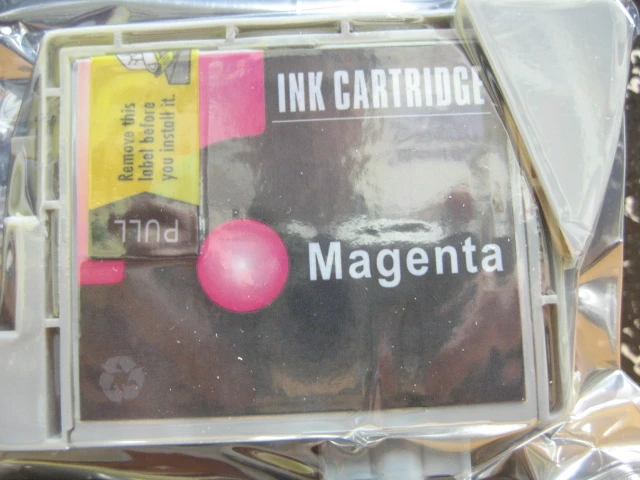 INK CARTRIDGE
Remove this
label before
you install it.
PULL
Magenta